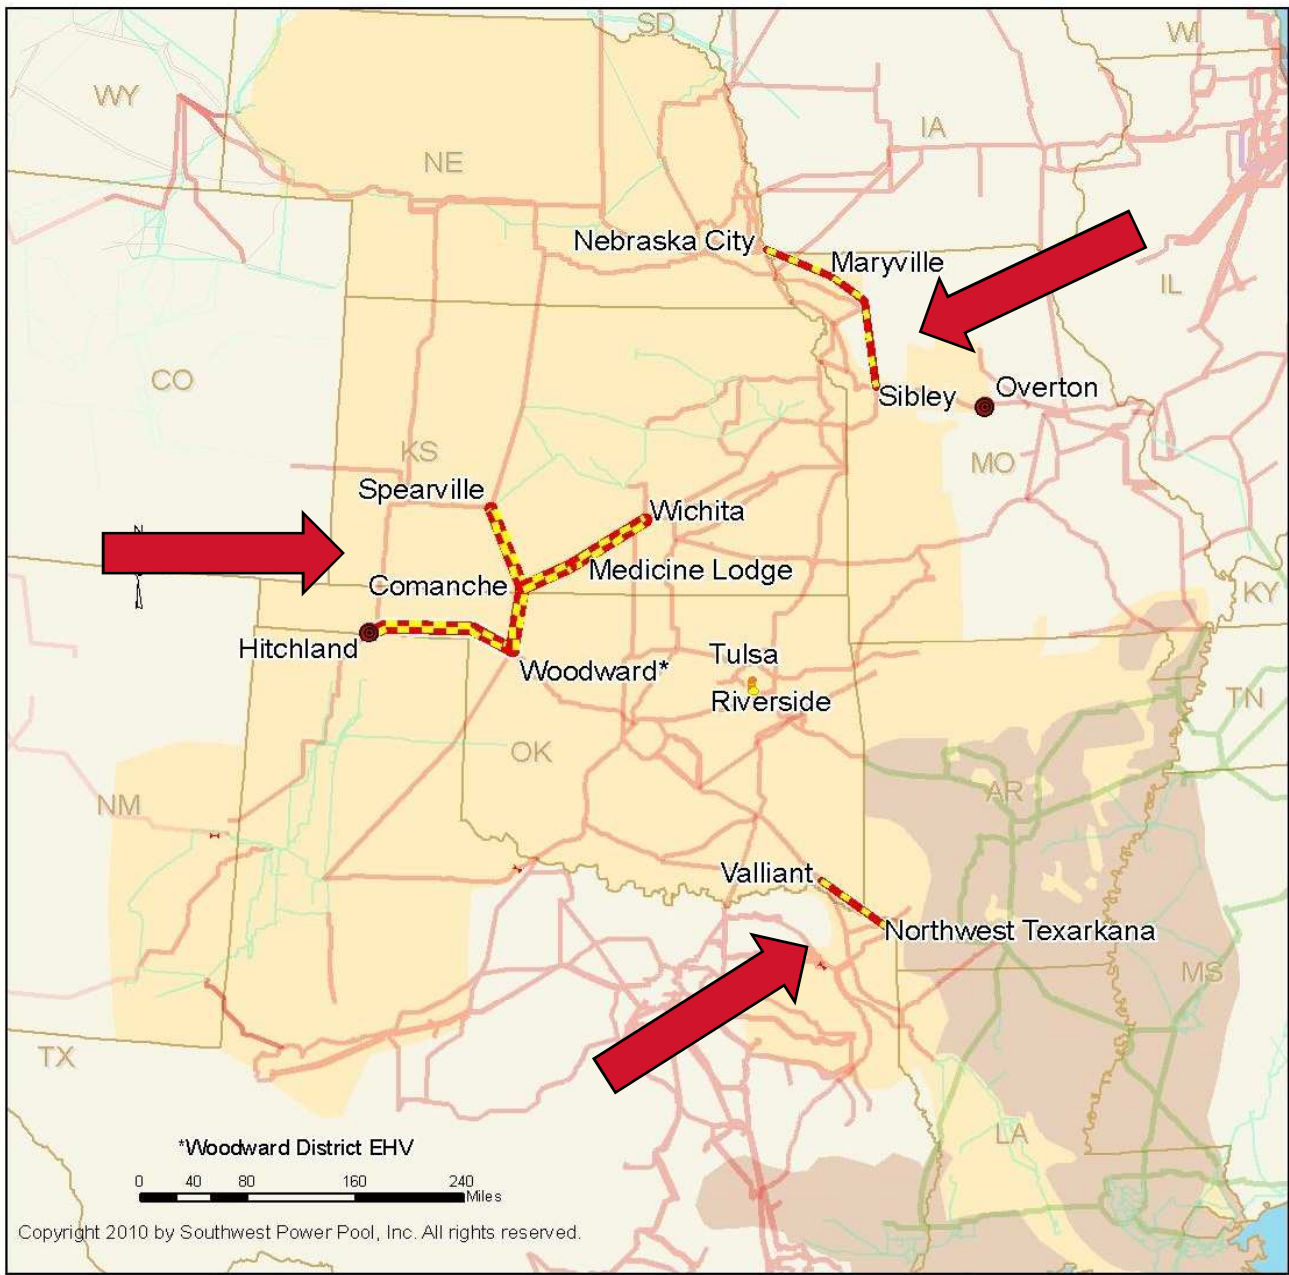 SD
WI
WY
IA
NE
Nebraska City
Maryville
IL
CO
Sibley
Overton
KS
MO
Spearville
Wichita
N
Medicine Lodge
Comanche
KY
Hitchland
Woodward*
Tulsa
Riverside
TN
OK
NM
AR
Valliant
Northwest Texarkana
MS
TX
LA
*Woodward District EHV
0 40 80 160 240
Miles
Copyright 2010 by Southwest Power Pool, Inc. All rights reserved.